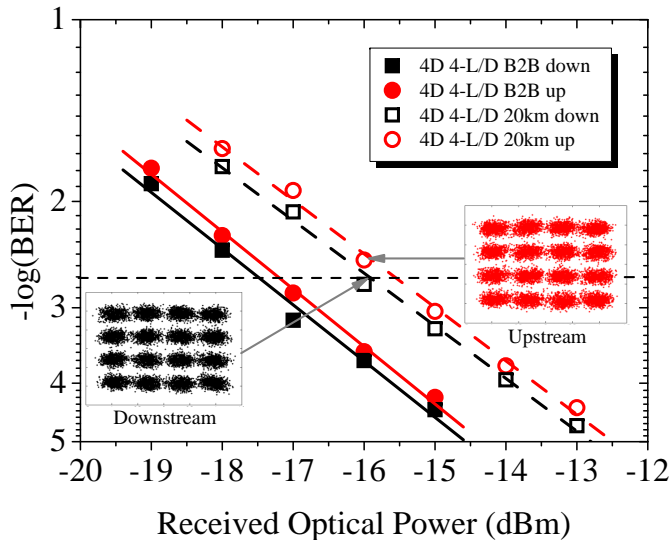 1
4D 4-L/D B2B down
4D 4-L/D B2B up
4D 4-L/D 20km down
4D 4-L/D 20km up
2
-log(BER)
3
Upstream
4
Downstream
5
-20 -19 -18 -17 -16 -15 -14 -13 -12
Received Optical Power (dBm)